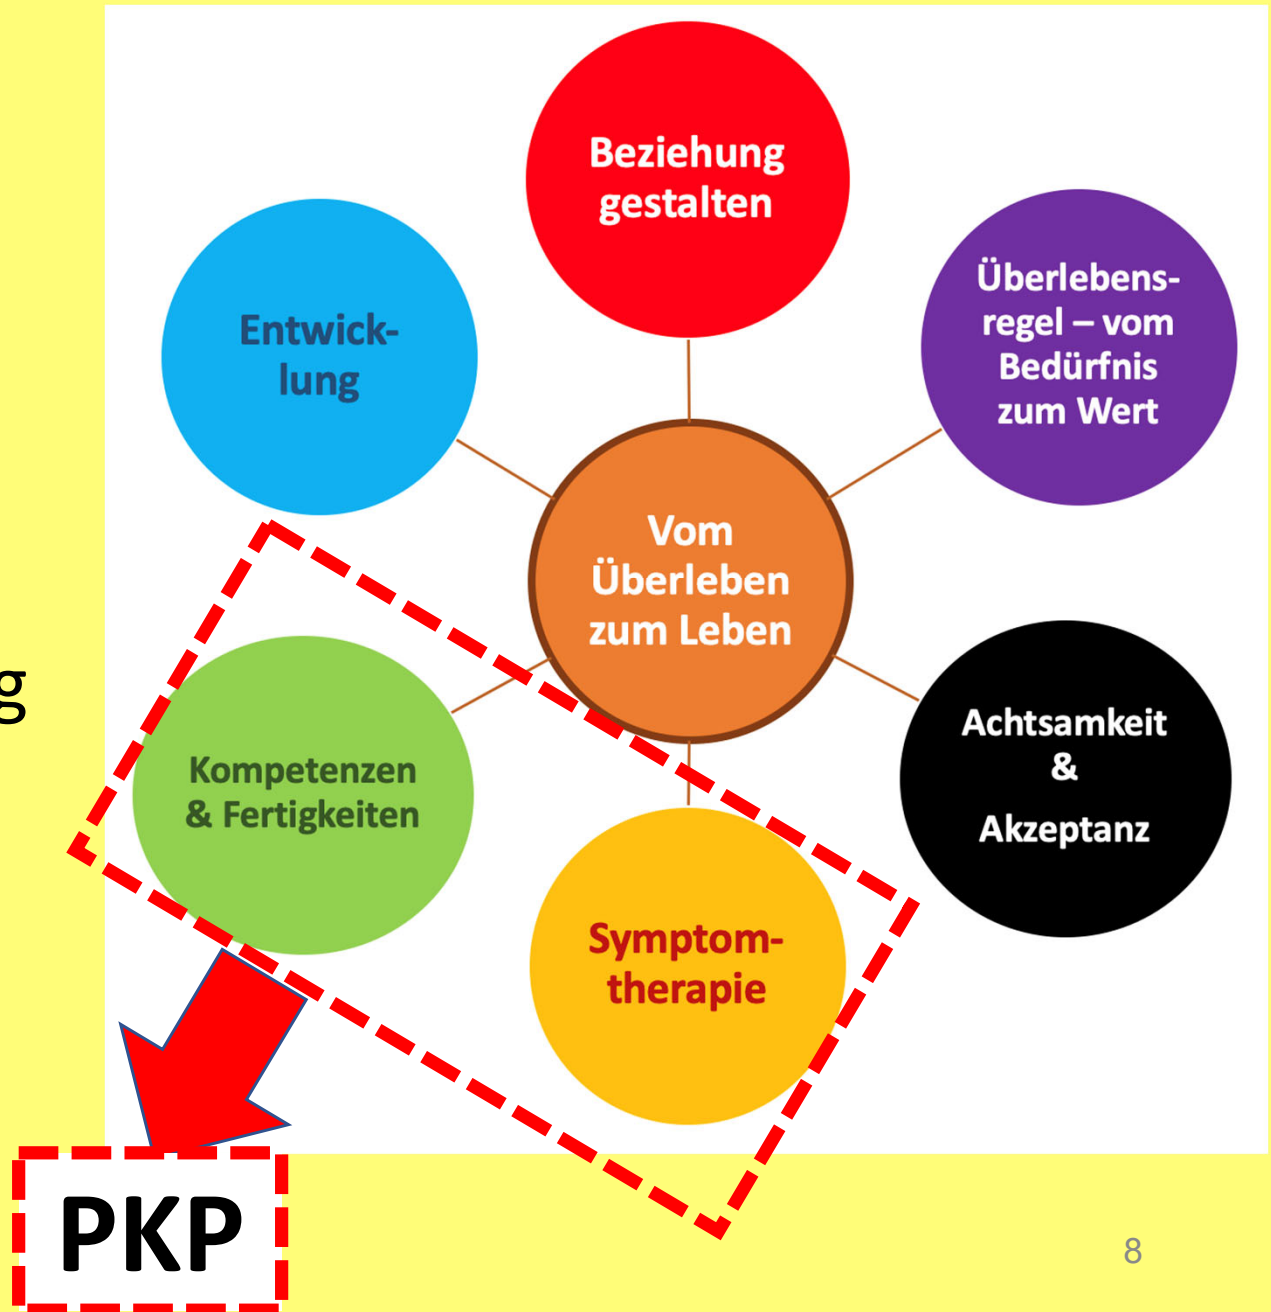 Beziehung
gestalten
Überlebens-
regel – vom
Bedürfnis
zum Wert
Entwick-
lung
Vom
Überleben
zum Leben
g
Achtsamkeit
&
Akzeptanz
Kompetenzen
& Fertigkeiten
Symptom-
therapie
PKP
8